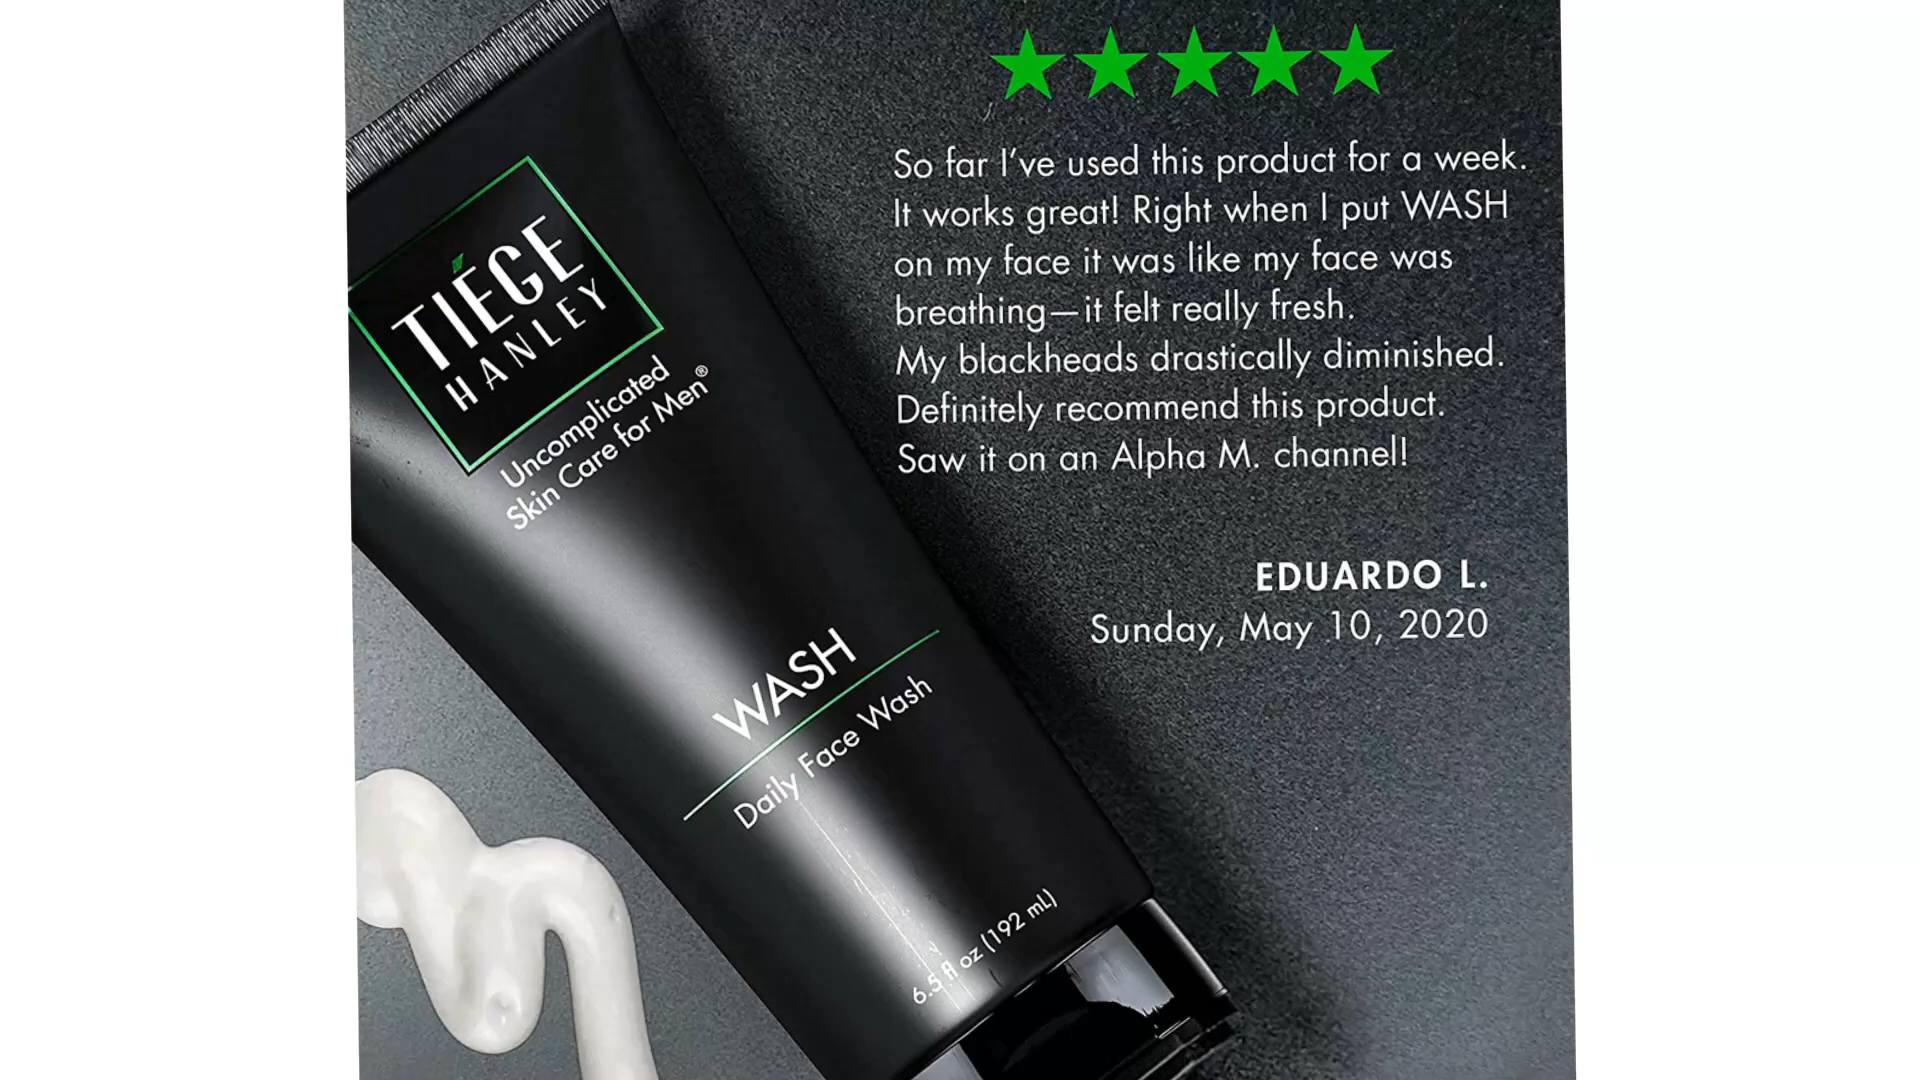 TIÉGE
HANLEY
Uncomplicated
Skin Care for Men®
WASH
Daily Face Wash
6.5 fl oz (192 mL)
So far I’ve used this product for a week.
It works great! Right when I put WASH
on my face it was like my face was
breathing—it felt really fresh.
My blackheads drastically diminished.
Definitely recommend this product.
Saw it on an Alpha M. channel!
EDUARDO L.
Sunday, May 10, 2020